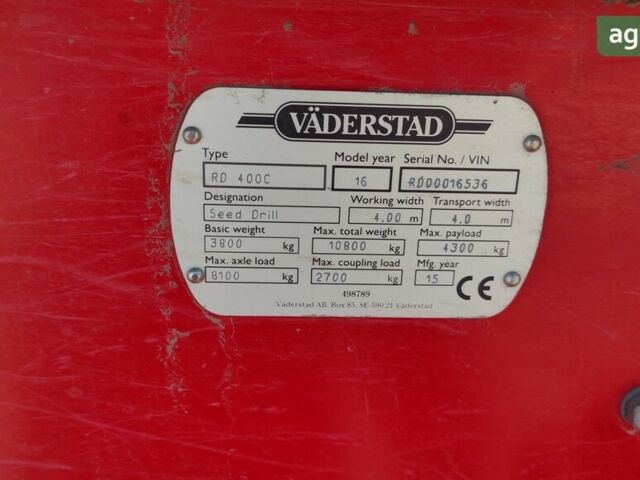 ag
VÄDERSTAD
Type Model year Serial No. / VIN
RD 400C 16 RD00016536
Designation Working width Transport width
Seed Drill 4.00 m 4.0 m
Basic weight Max. total weight Max. payload
3800 kg 10800 kg 4300 kg
Max. axle load Max. coupling load Mfg. year
8100 kg 2700 kg 15 CE
498789
Väderstad AB. Box 85. SE-590 21 Väderstad